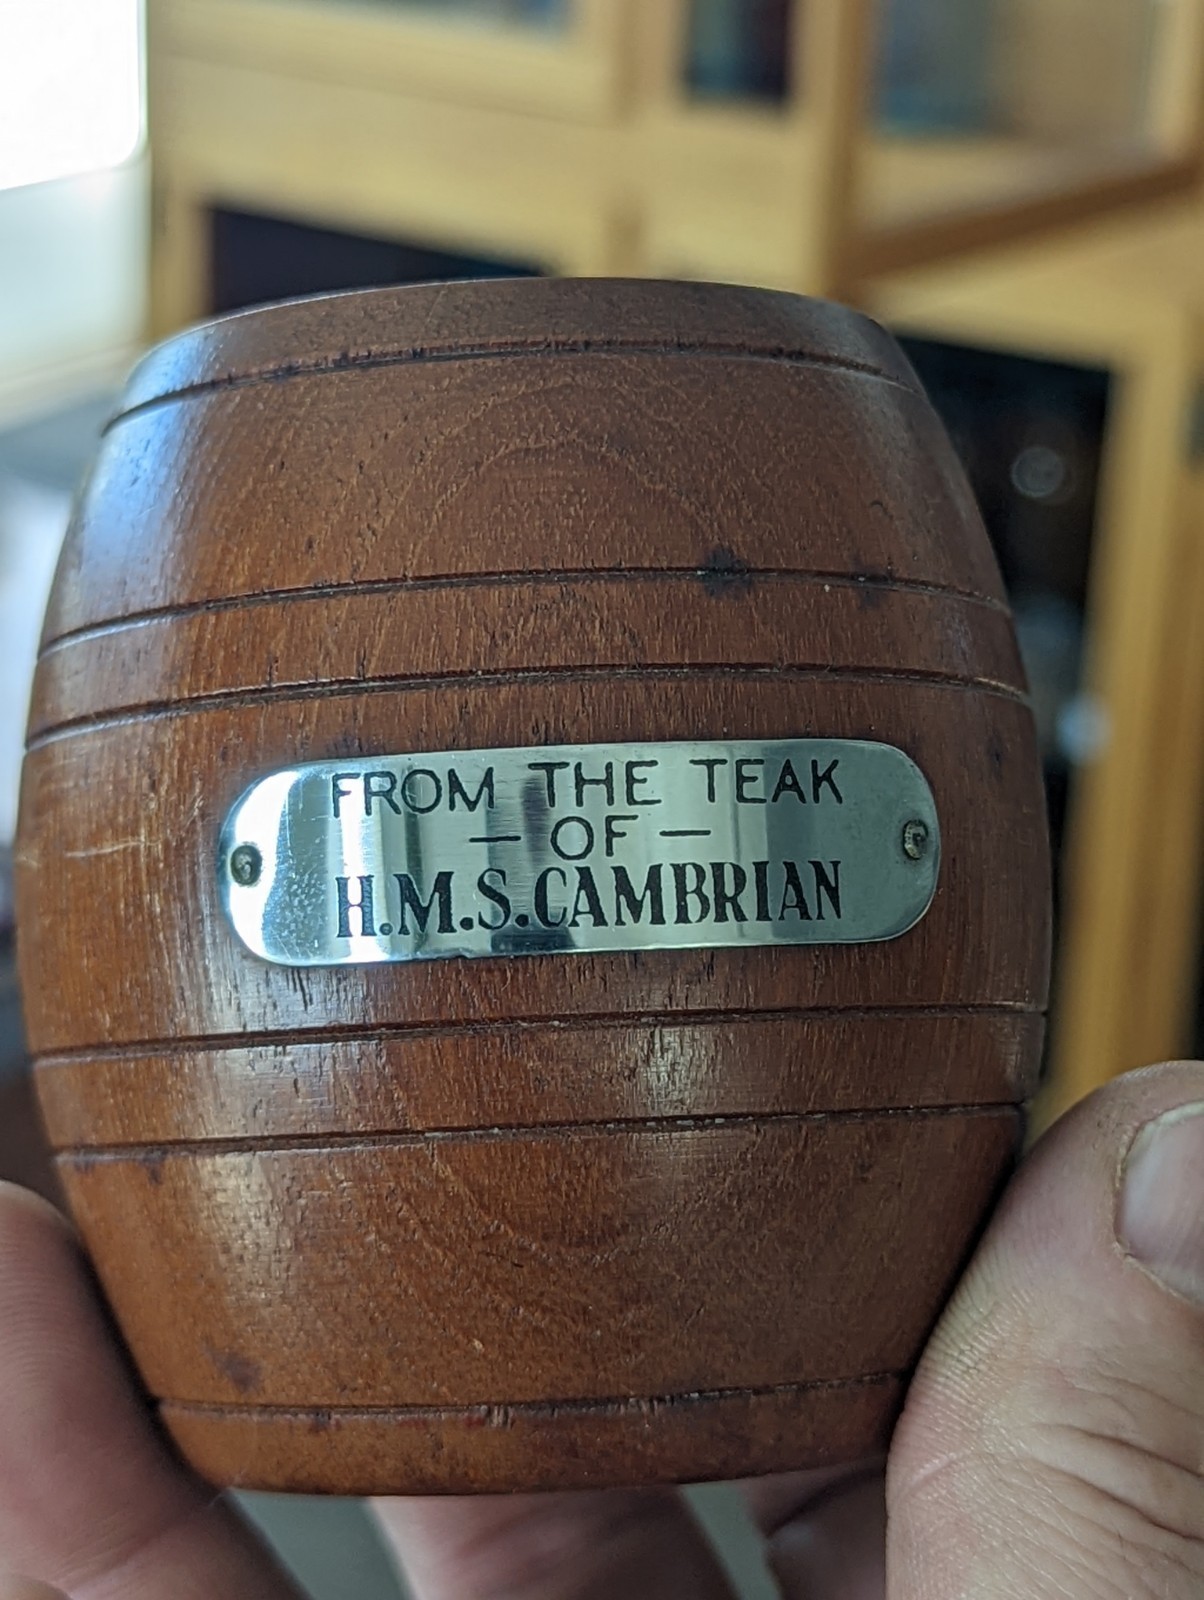 FROM THE TEAK
— OF —
H.M.S. CAMBRIAN